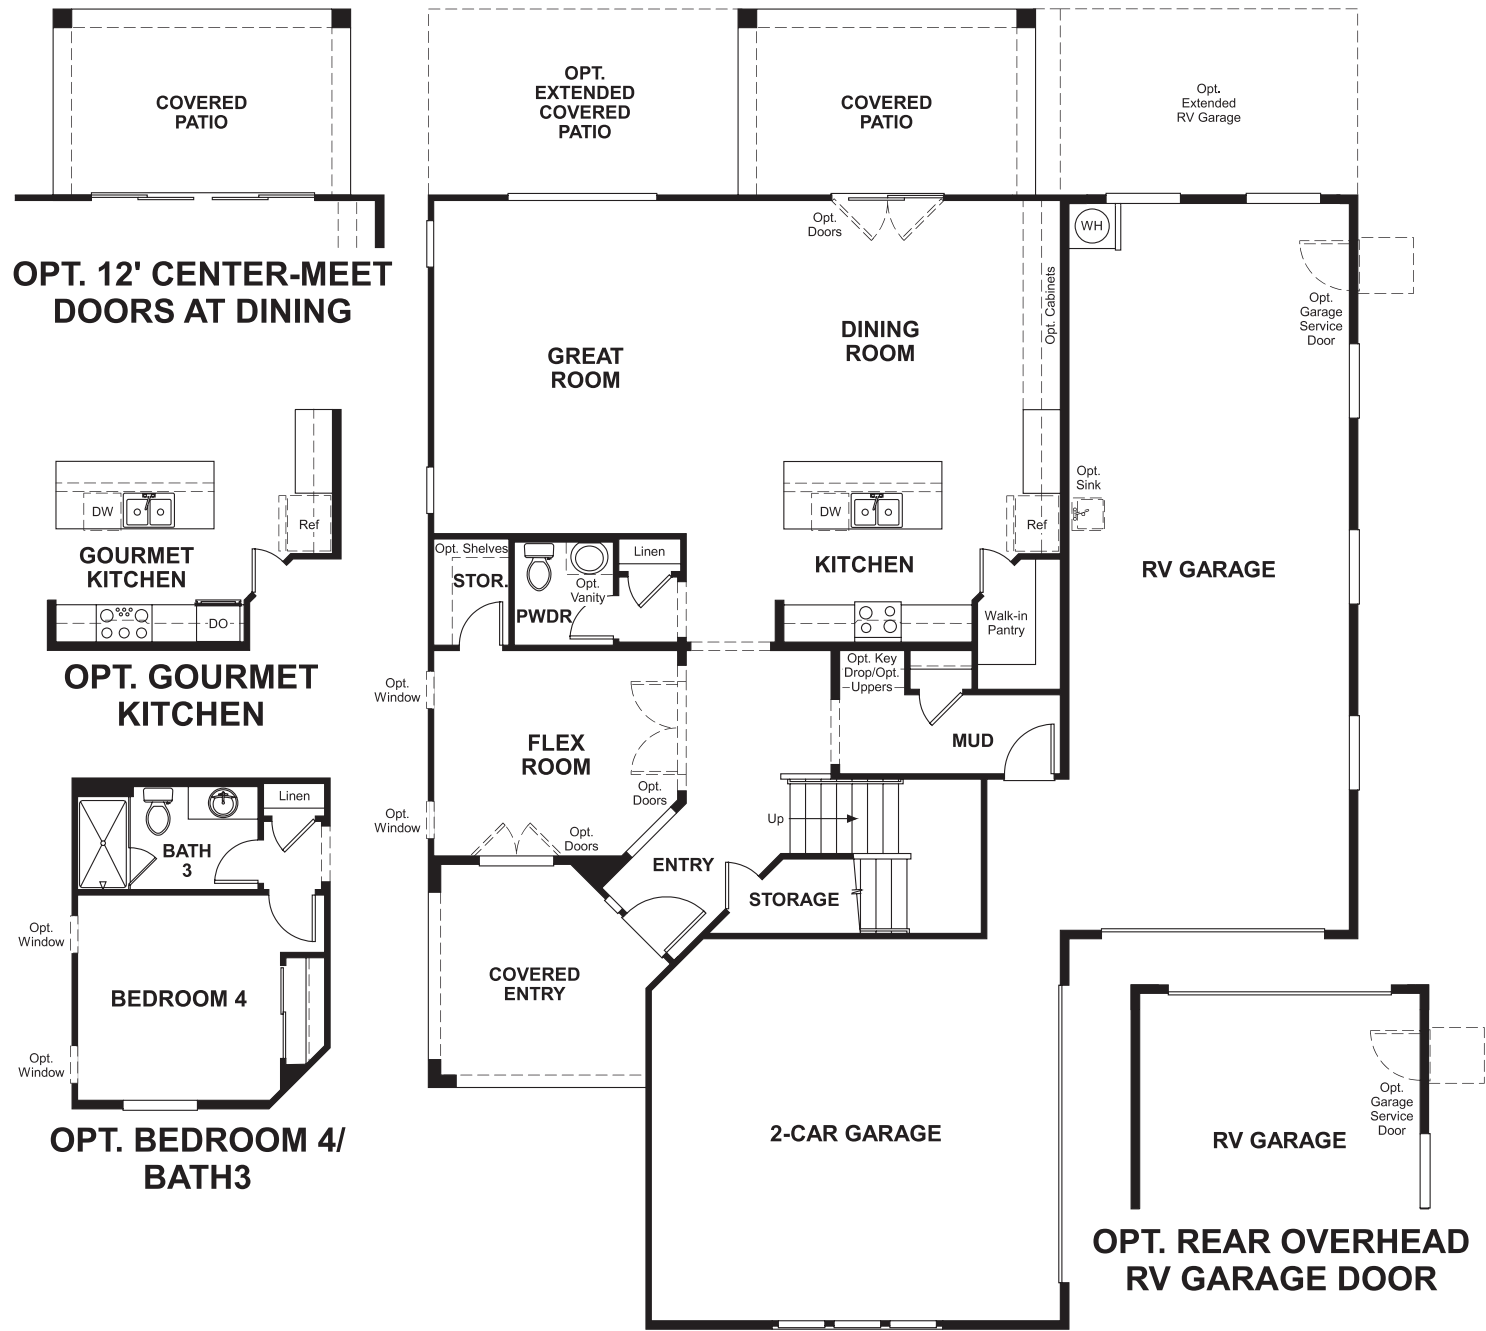 COVERED
PATIO
OPT. 12' CENTER-MEET
DOORS AT DINING
DW
Ref
GOURMET
KITCHEN
DO
OPT. GOURMET
KITCHEN
Linen
BATH
3
Opt.
Window
BEDROOM 4
Opt.
Window
OPT. BEDROOM 4/
BATH3
OPT.
EXTENDED
COVERED
PATIO
COVERED
PATIO
Opt.
Extended
RV Garage
Opt.
Doors
WH
Opt.
Garage
Service
Door
Opt. Cabinets
GREAT
ROOM
DINING
ROOM
Opt.
Sink
DW
Ref
KITCHEN
RV GARAGE
Opt. Shelves
STOR.
Linen
Opt.
Vanity
PWDR
Walk-in
Pantry
Opt. Key
Drop/Opt.
Uppers
MUD
Opt.
Window
FLEX
ROOM
Opt.
Doors
Opt.
Window
Opt.
Doors
Up
ENTRY
STORAGE
COVERED
ENTRY
2-CAR GARAGE
Opt.
Garage
Service
Door
RV GARAGE
OPT. REAR OVERHEAD
RV GARAGE DOOR